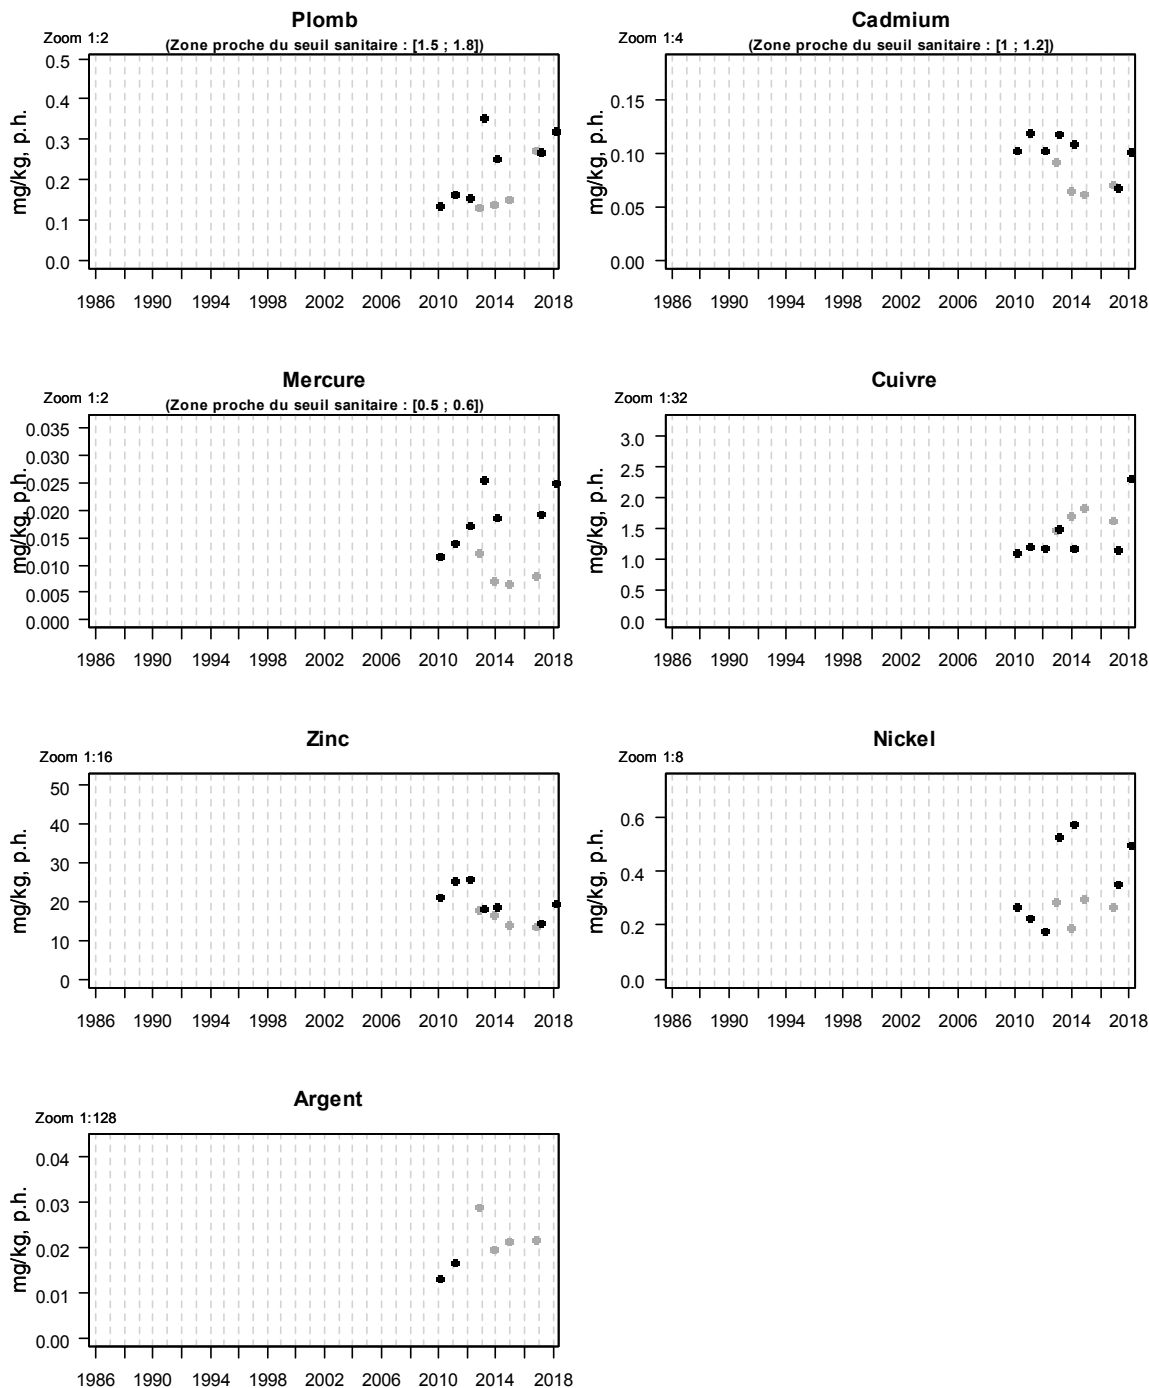 Plomb
Zoom 1:2
(Zone proche du seuil sanitaire : [1.5 ; 1.8])
mg/kg, p.h.
0.5
0.4
0.3
0.2
0.1
0.0
1986 1990 1994 1998 2002 2006 2010 2014 2018
Cadmium
Zoom 1:4
(Zone proche du seuil sanitaire : [1 ; 1.2])
mg/kg, p.h.
0.15
0.10
0.05
0.00
1986 1990 1994 1998 2002 2006 2010 2014 2018
Mercure
Zoom 1:2
(Zone proche du seuil sanitaire : [0.5 ; 0.6])
mg/kg, p.h.
0.035
0.030
0.025
0.020
0.015
0.010
0.005
0.000
1986 1990 1994 1998 2002 2006 2010 2014 2018
Cuivre
Zoom 1:32
mg/kg, p.h.
3.0
2.5
2.0
1.5
1.0
0.5
0.0
1986 1990 1994 1998 2002 2006 2010 2014 2018
Zinc
Zoom 1:16
mg/kg, p.h.
50
40
30
20
10
0
1986 1990 1994 1998 2002 2006 2010 2014 2018
Nickel
Zoom 1:8
mg/kg, p.h.
0.6
0.4
0.2
0.0
1986 1990 1994 1998 2002 2006 2010 2014 2018
Argent
Zoom 1:128
mg/kg, p.h.
0.04
0.03
0.02
0.01
0.00
1986 1990 1994 1998 2002 2006 2010 2014 2018